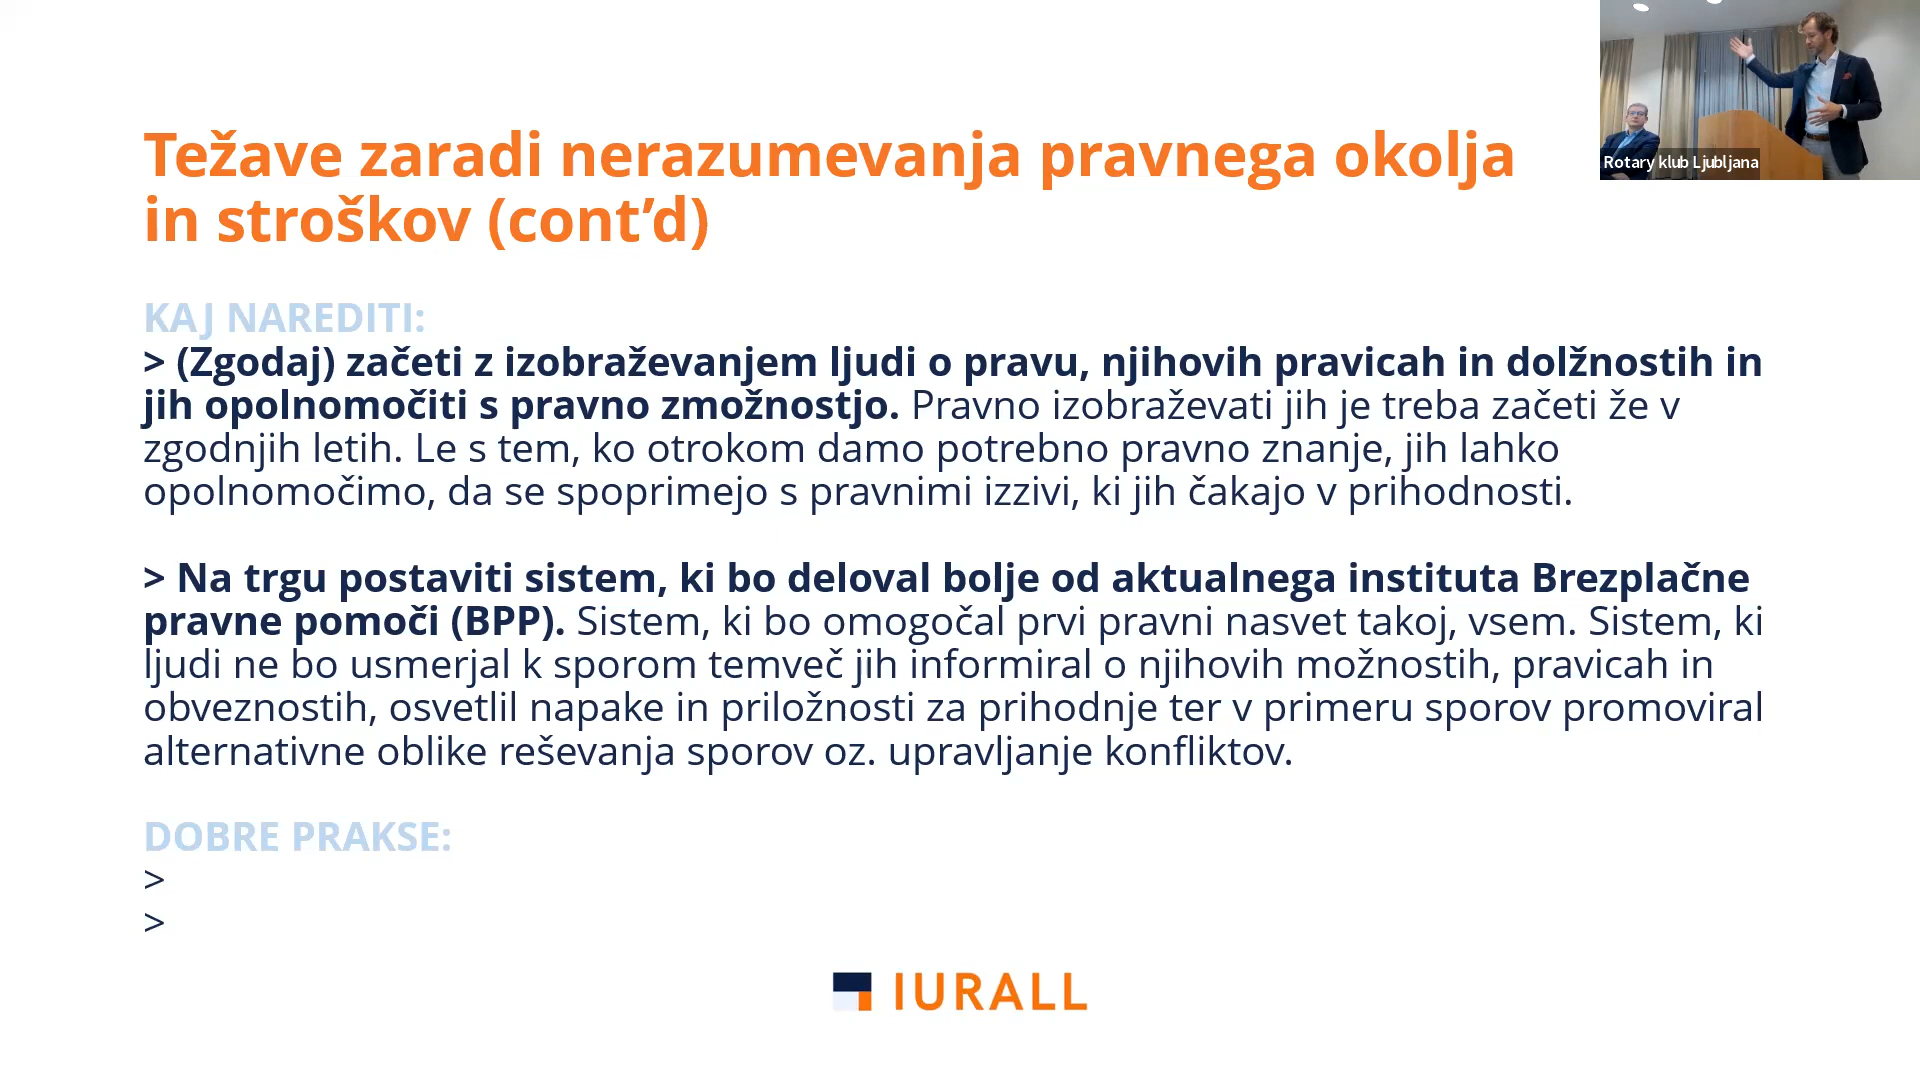 Rotary klub Ljubljana
Težave zaradi nerazumevanja pravnega okolja
in stroškov (cont’d)
KAJ NAREDITI:
> (Zgodaj) začeti z izobraževanjem ljudi o pravu, njihovih pravicah in dolžnostih in
jih opolnomočiti s pravno zmožnostjo. Pravno izobraževati jih je treba začeti že v
zgodnjih letih. Le s tem, ko otrokom damo potrebno pravno znanje, jih lahko
opolnomočimo, da se spoprimejo s pravnimi izzivi, ki jih čakajo v prihodnosti.
> Na trgu postaviti sistem, ki bo deloval bolje od aktualnega instituta Brezplačne
pravne pomoči (BPP). Sistem, ki bo omogočal prvi pravni nasvet takoj, vsem. Sistem, ki
ljudi ne bo usmerjal k sporom temveč jih informiral o njihovih možnostih, pravicah in
obveznostih, osvetlil napake in priložnosti za prihodnje ter v primeru sporov promoviral
alternativne oblike reševanja sporov oz. upravljanje konfliktov.
DOBRE PRAKSE:
>
>
IURALL